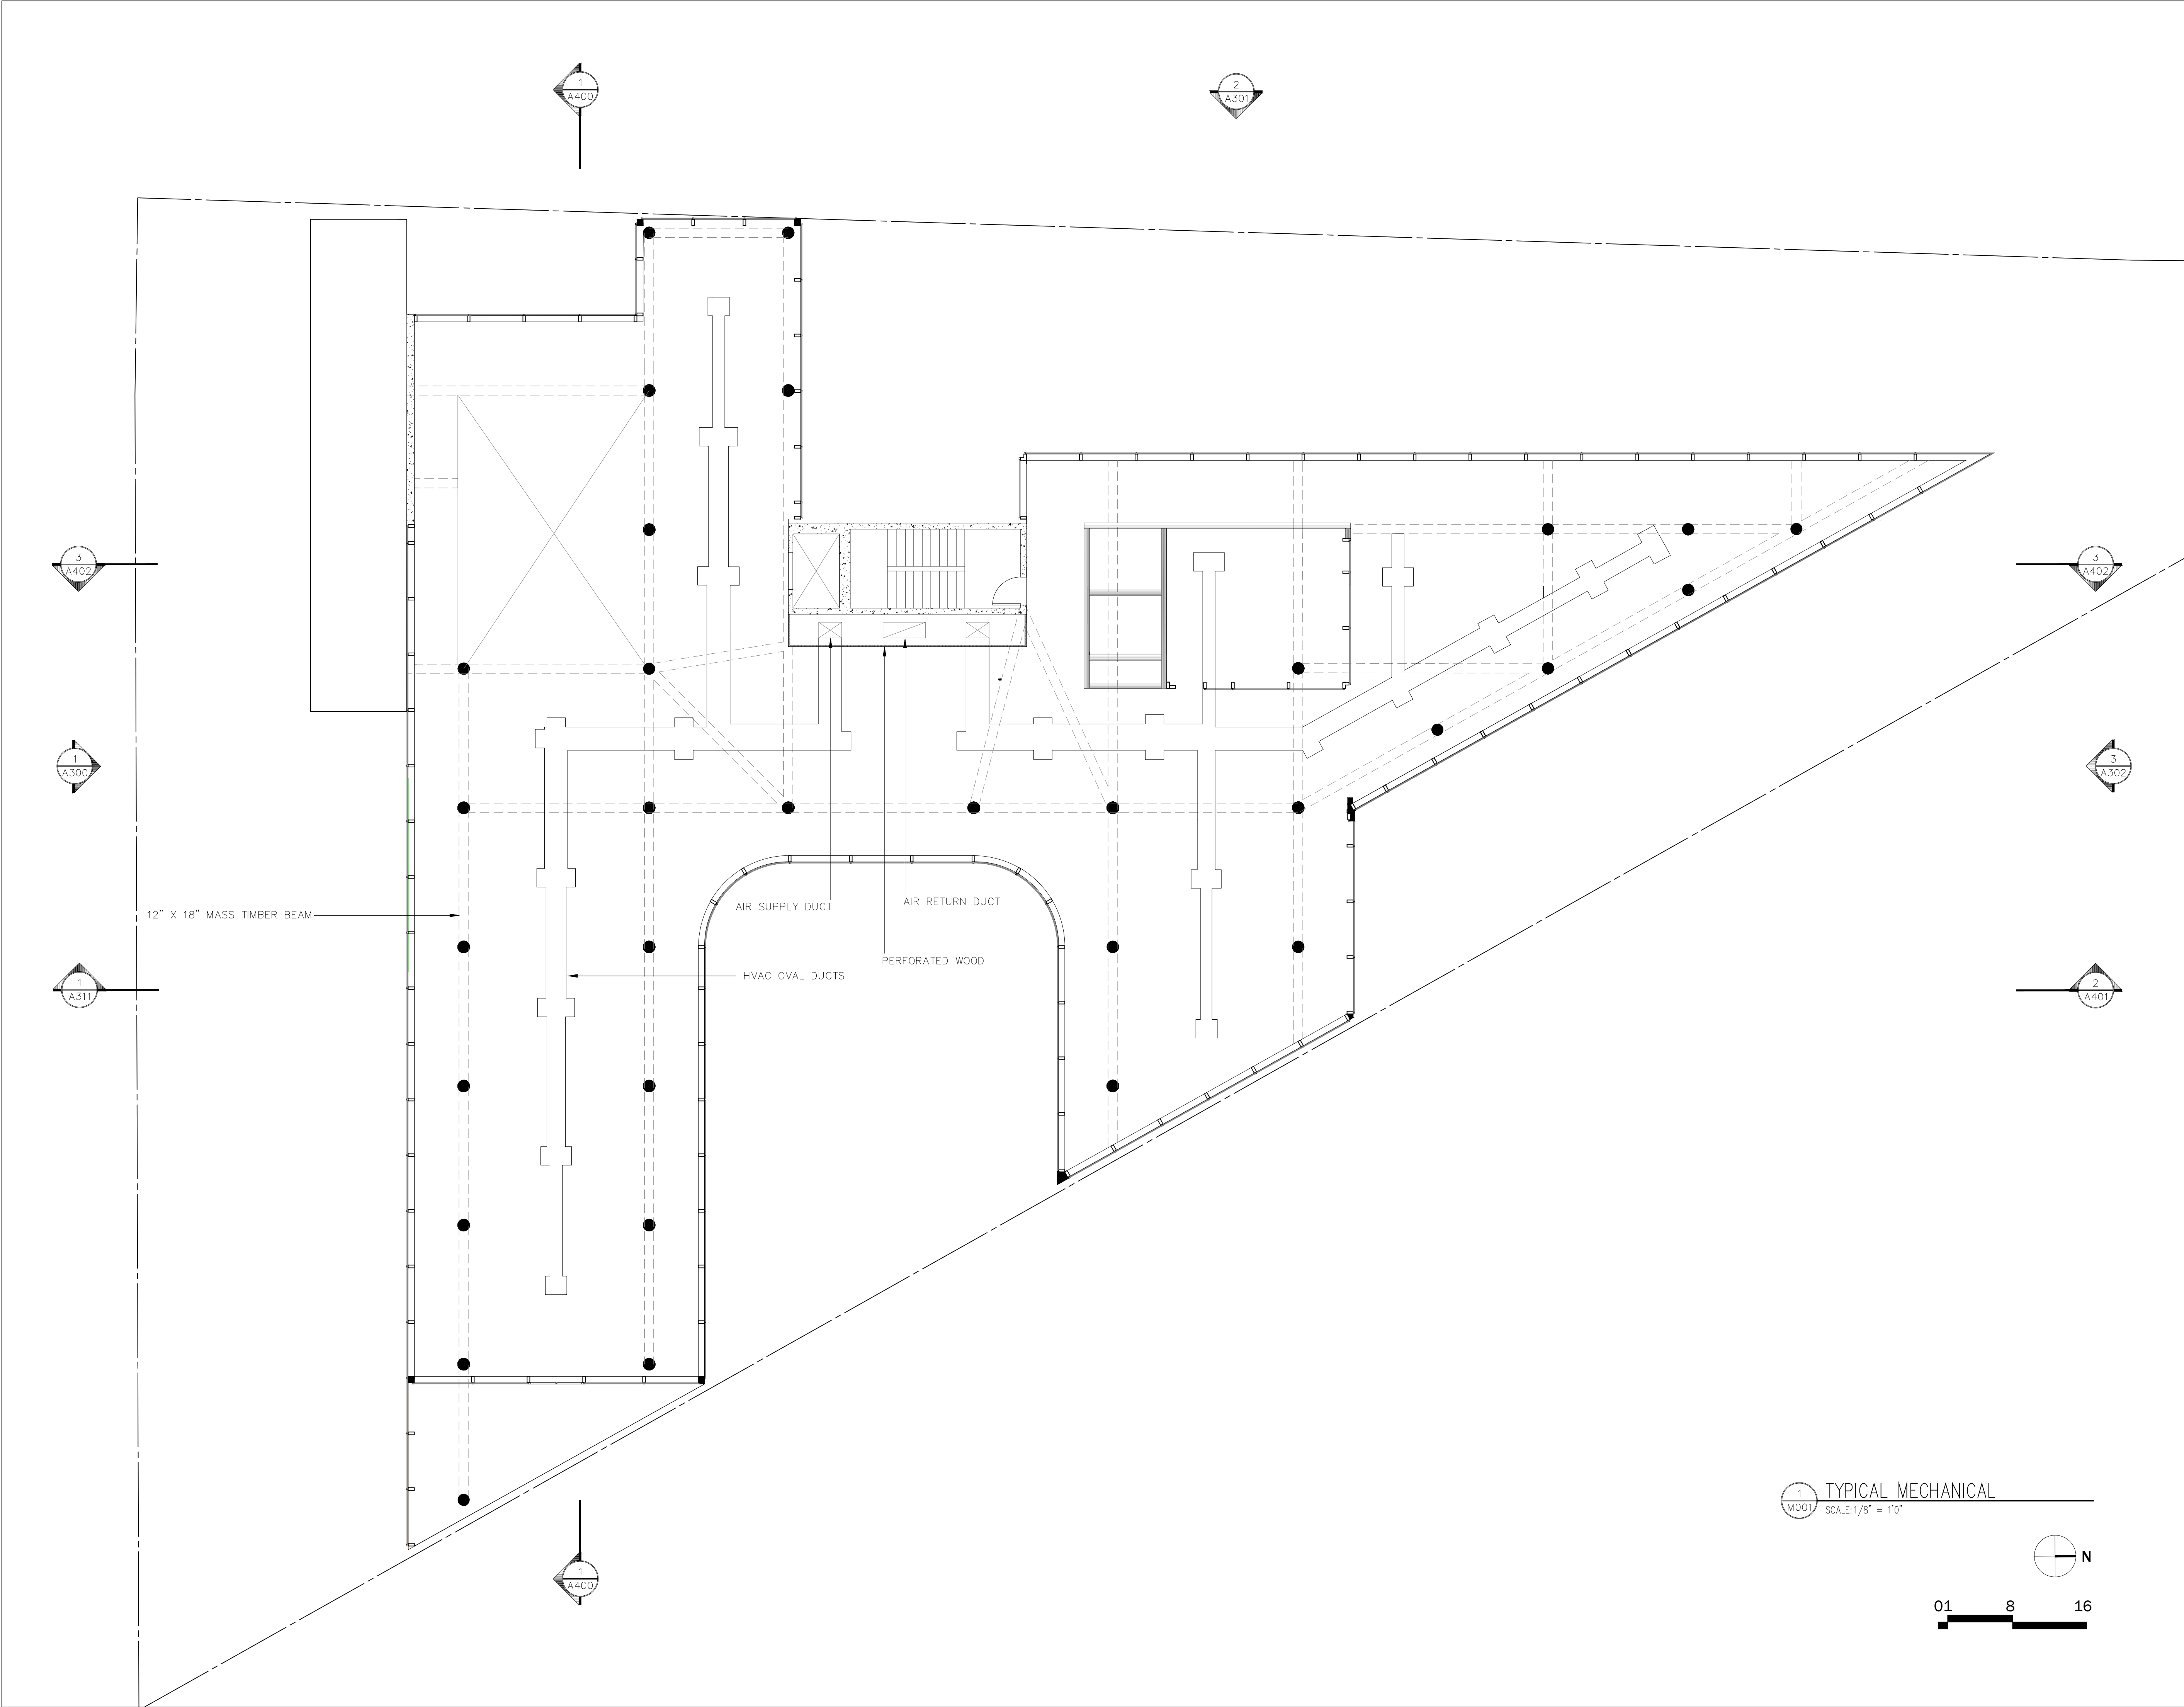 1
A400
2
A301
3
A402
3
A402
1
A300
3
A302
12” X 18” MASS TIMBER BEAM
AIR SUPPLY DUCT
AIR RETURN DUCT
PERFORATED WOOD
HVAC OVAL DUCTS
1
A311
2
A401
1
M001
TYPICAL MECHANICAL
SCALE: 1/8” = 1'0”
N
1
A400
01 8 16